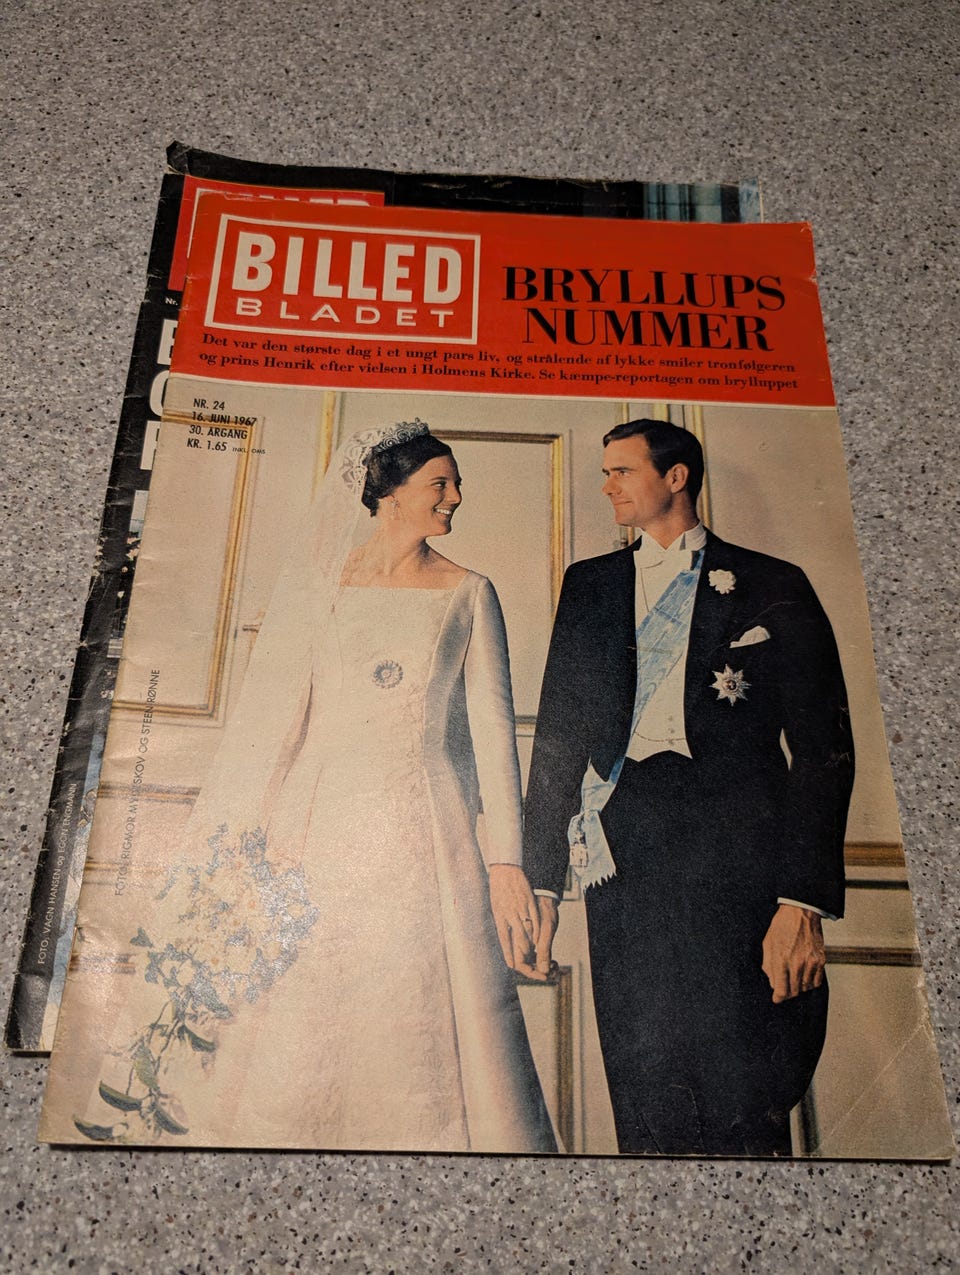 BILLED
BLADET
BRYLLUPS
NUMMER
Det var den største dag i et ungt pars liv, og strålende af lykke smiler tronfølgeren
og prins Henrik efter vielsen i Holmens Kirke. Se kæmpe-reportagen om brylluppet
NR. 24
16. JUNI 1967
30. ARGANG
KR. 1.65 INKL. OMS
FOTO: RIGMOR MYDTSKOV OG STEEN RØNNE
Nr.
FOTO: VAGN HANSEN og EGON ENGMANN